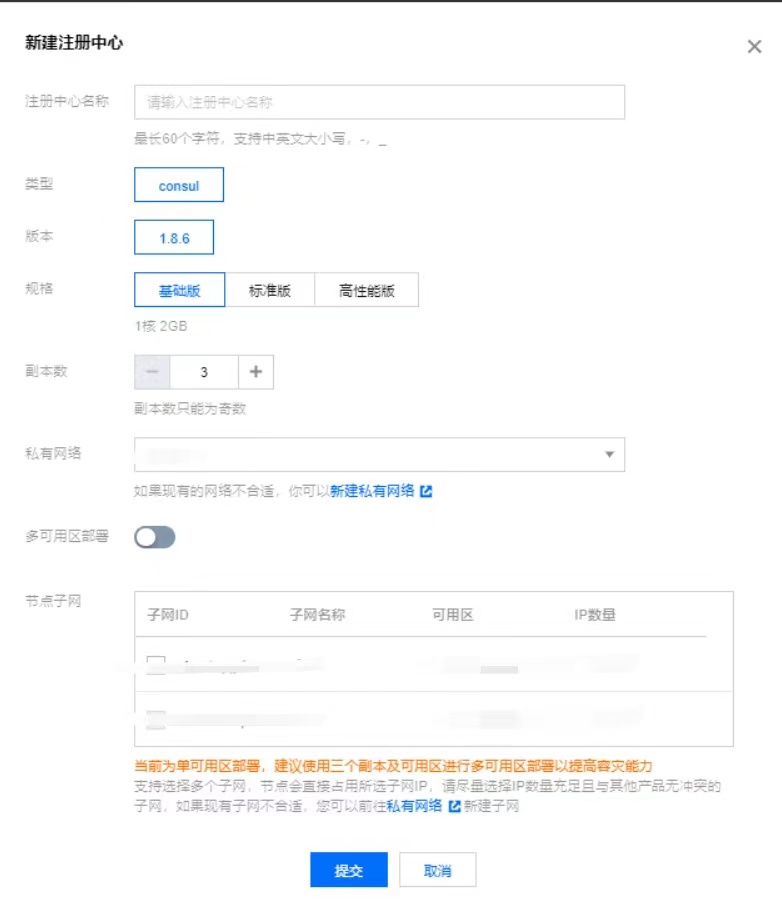 新建注册中心
注册中心名称
请输入注册中心名称
最长60个字符，支持中英文大小写，-，_
类型
consul
版本
1.8.6
规格
基础版 标准版 高性能版
1核 2GB
副本数
3
副本数只能为奇数
私有网络
如果现有的网络不合适，你可以新建私有网络
多可用区部署
节点子网
子网ID 子网名称 可用区 IP数量
当前为单可用区部署，建议使用三个副本及可用区进行多可用区部署以提高容灾能力
支持选择多个子网，节点会直接占用所选子网IP，请尽量选择IP数量充足且与其他产品无冲突的
子网，如果现有子网不合适，您可以前往私有网络 新建子网
提交 取消